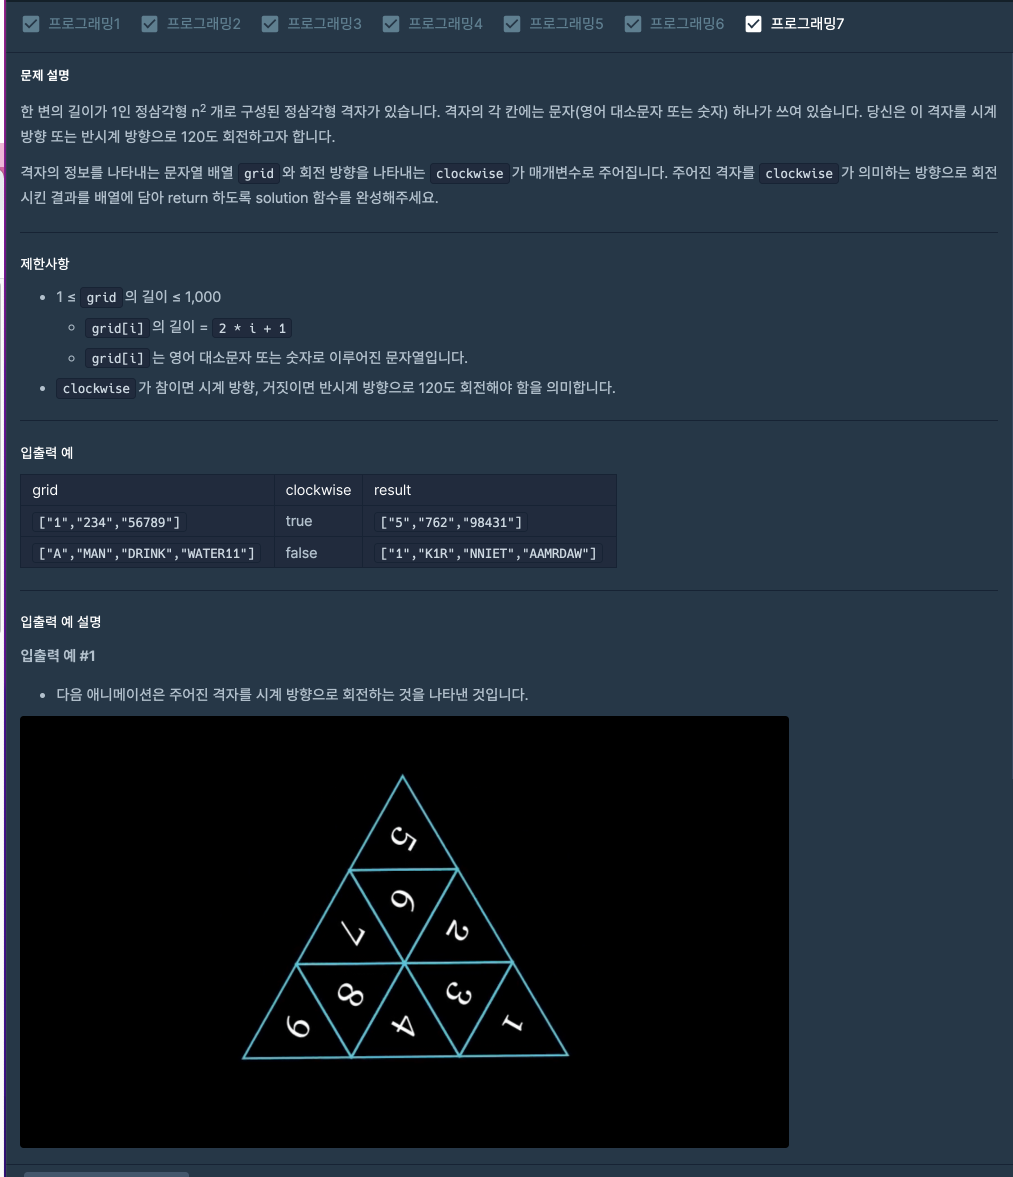 프로그래밍1 프로그래밍2 프로그래밍3 프로그래밍4 프로그래밍5 프로그래밍6 프로그래밍7
문제 설명
한 변의 길이가 1인 정삼각형 n² 개로 구성된 정삼각형 격자가 있습니다. 격자의 각 칸에는 문자(영어 대소문자 또는 숫자) 하나가 쓰여 있습니다. 당신은 이 격자를 시계
방향 또는 반시계 방향으로 120도 회전하고자 합니다.
격자의 정보를 나타내는 문자열 배열 grid 와 회전 방향을 나타내는 clockwise 가 매개변수로 주어집니다. 주어진 격자를 clockwise 가 의미하는 방향으로 회전
시킨 결과를 배열에 담아 return 하도록 solution 함수를 완성해주세요.
제한사항
• 1 ≤ grid 의 길이 ≤ 1,000
◦ grid[i] 의 길이 = 2 * i + 1
◦ grid[i] 는 영어 대소문자 또는 숫자로 이루어진 문자열입니다.
• clockwise 가 참이면 시계 방향, 거짓이면 반시계 방향으로 120도 회전해야 함을 의미합니다.
입출력 예
grid clockwise result
["1","234","56789"] true ["5","762","98431"]
["A","MAN","DRINK","WATER11"] false ["1","K1R","NNIET","AAMRDAW"]
입출력 예 설명
입출력 예 #1
• 다음 애니메이션은 주어진 격자를 시계 방향으로 회전하는 것을 나타낸 것입니다.
5
7 6 2
9 8 4 3 1